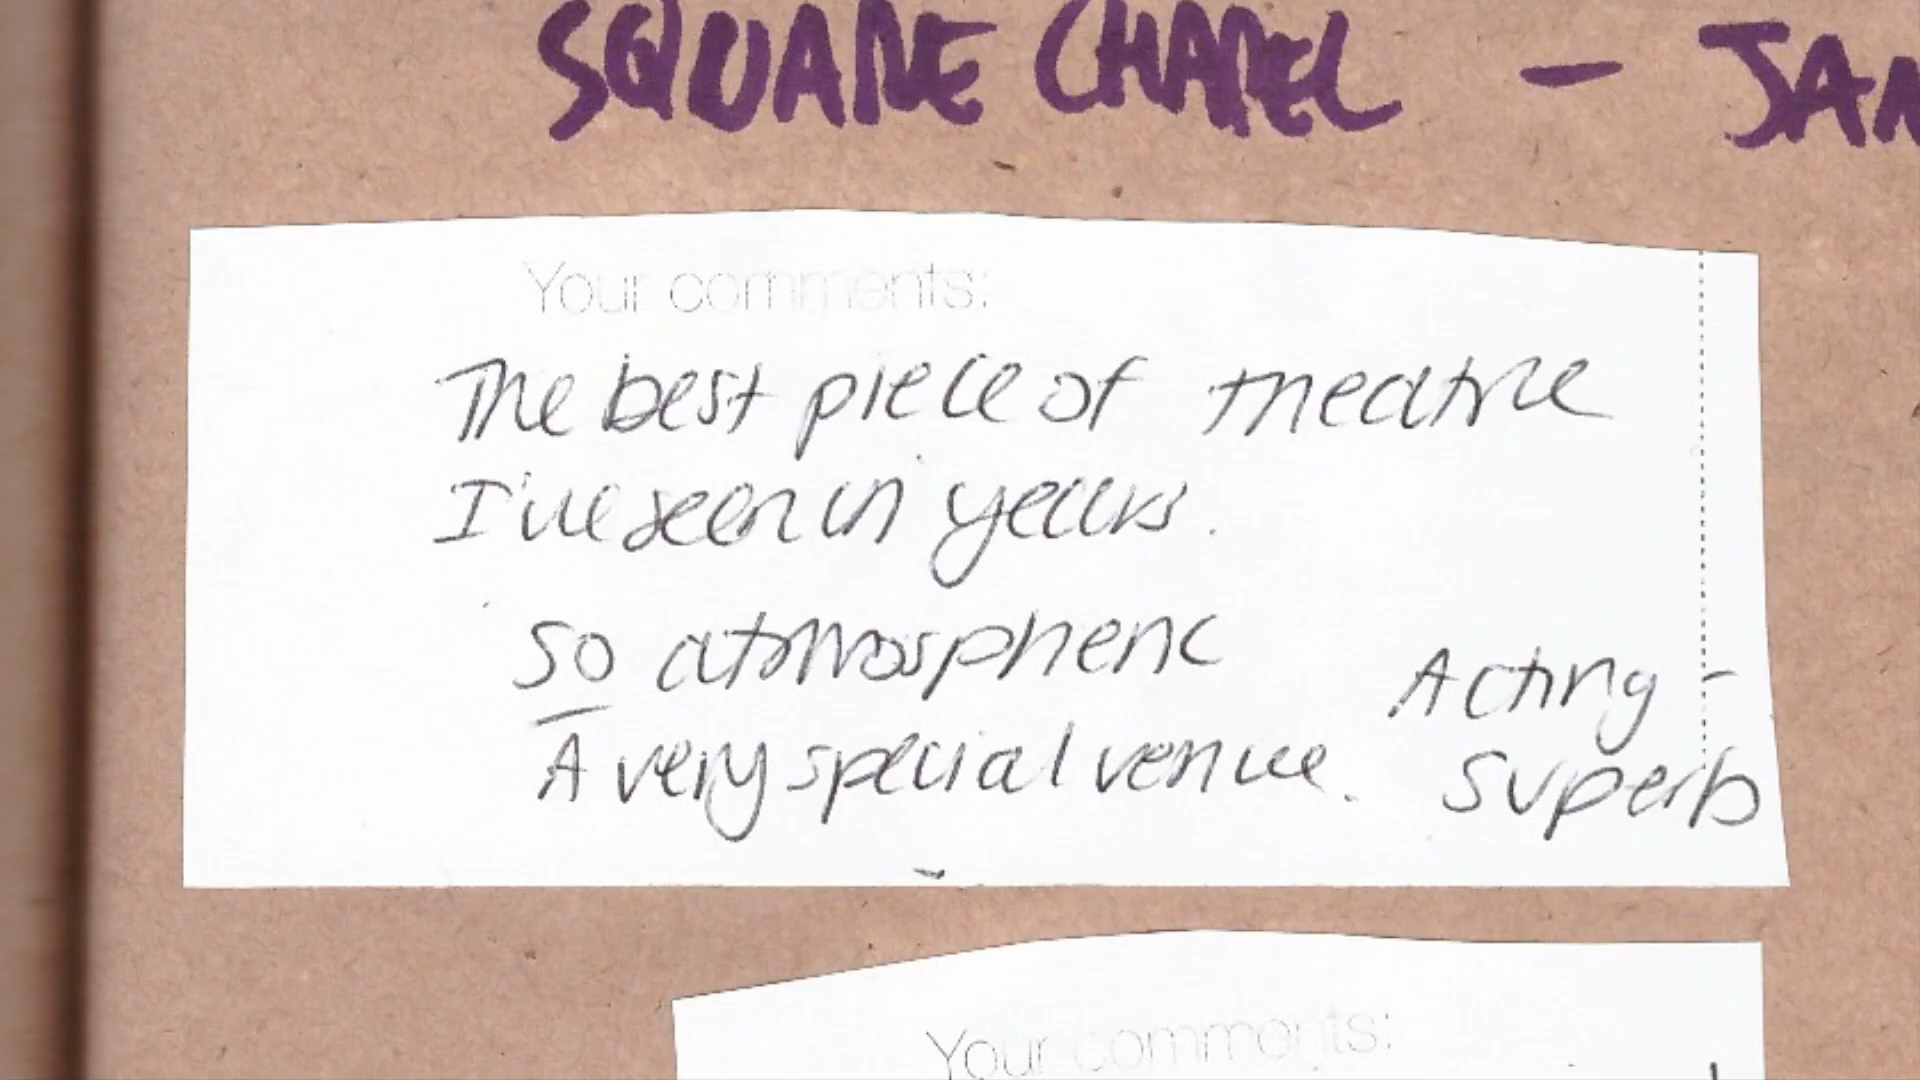 SQUARE CHAPEL - JAN
Your comments:
The best piece of theatre
I've seen in years.
So atmospheric
Acting -
A very special venue.
Superb
Your comments: